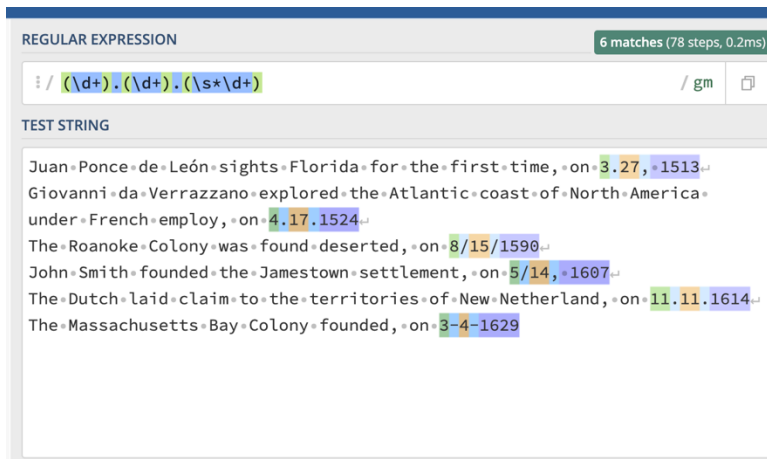 REGULAR EXPRESSION
6 matches (78 steps, 0.2ms)
⋮ / (\d+).(\d+).(\s*\d+) / gm
TEST STRING
Juan·Ponce·de·León·sights·Florida·for·the·first·time,·on·3.27,·1513↵
Giovanni·da·Verrazzano·explored·the·Atlantic·coast·of·North·America·
under·French·employ,·on·4.17.1524↵
The·Roanoke·Colony·was·found·deserted,·on·8/15/1590↵
John·Smith·founded·the·Jamestown·settlement,·on·5/14,·1607↵
The·Dutch·laid·claim·to·the·territories·of·New·Netherland,·on·11.11.1614↵
The·Massachusetts·Bay·Colony·founded,·on·3-4-1629